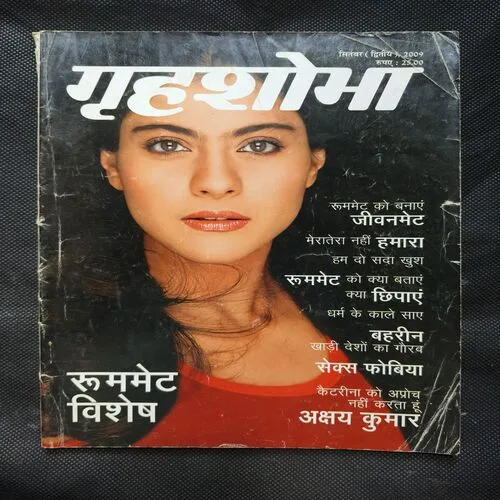 सितंबर ( द्वितीय ), 2009
रुपए : 25.00
गृहशोभा
रूममेट को बनाएं
जीवनमेट
मेरातेरा नहीं हमारा
हम दो सदा खुश
रूममेट को क्या बताएं
क्या छिपाएं
धर्म के काले साए
बहरीन
खाड़ी देशों का गौरव
सेक्स फोबिया
कैटरीना को अप्रोच
नहीं करता हूं
अक्षय कुमार
रूममेट
विशेष